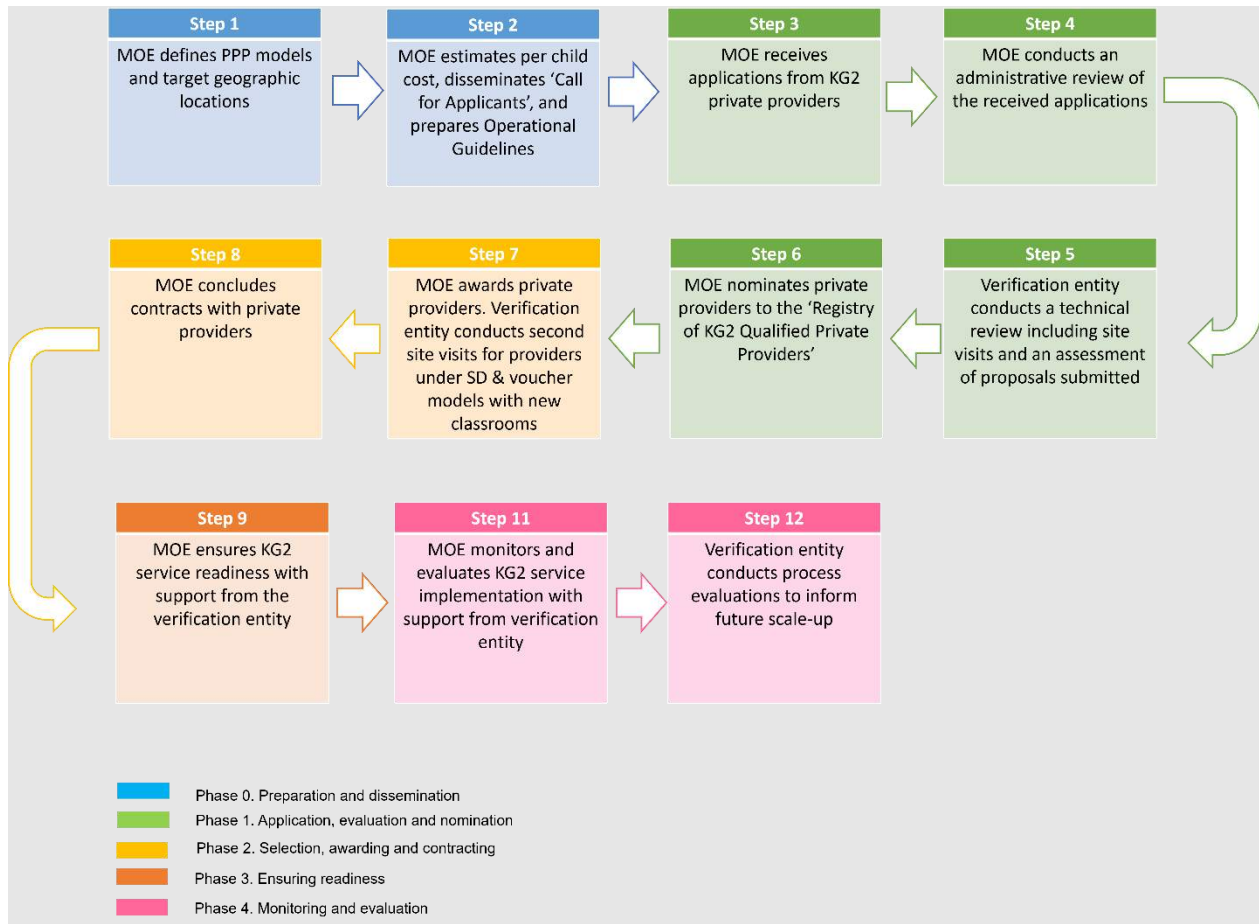 Step 1
MOE defines PPP models
and target geographic
locations
Step 2
MOE estimates per child
cost, disseminates ‘Call
for Applicants’, and
prepares Operational
Guidelines
Step 3
MOE receives
applications from KG2
private providers
Step 4
MOE conducts an
administrative review of
the received applications
Step 5
Verification entity
conducts a technical
review including site
visits and an assessment
of proposals submitted
Step 6
MOE nominates private
providers to the ‘Registry
of KG2 Qualified Private
Providers’
Step 7
MOE awards private
providers. Verification
entity conducts second
site visits for providers
under SD & voucher
models with new
classrooms
Step 8
MOE concludes
contracts with private
providers
Step 9
MOE ensures KG2
service readiness with
support from the
verification entity
Step 11
MOE monitors and
evaluates KG2 service
implementation with
support from verification
entity
Step 12
Verification entity
conducts process
evaluations to inform
future scale-up
Phase 0. Preparation and dissemination
Phase 1. Application, evaluation and nomination
Phase 2. Selection, awarding and contracting
Phase 3. Ensuring readiness
Phase 4. Monitoring and evaluation